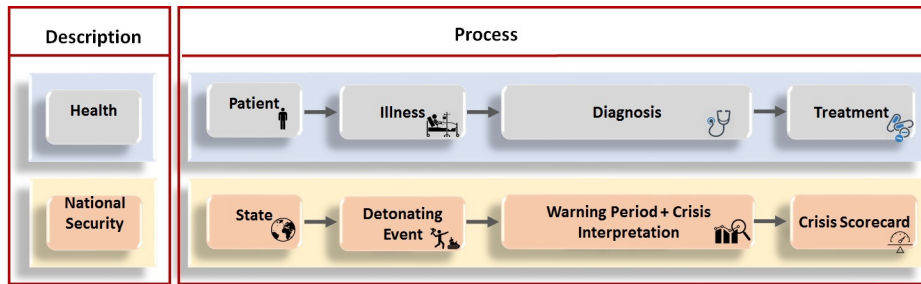 Description
Process
Health
Patient
Illness
Diagnosis
Treatment
National
Security
State
Detonating
Event
Warning Period + Crisis
Interpretation
Crisis Scorecard